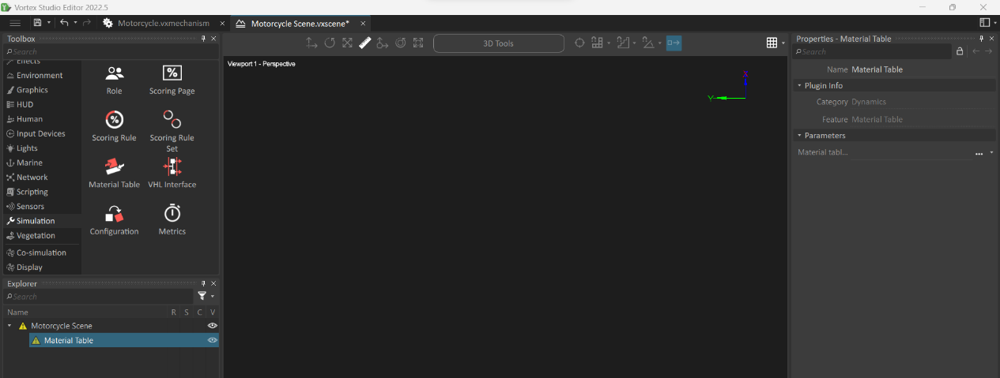 Vortex Studio Editor 2022.5
Motorcycle.vxmechanism
Motorcycle Scene.vxscene*
Toolbox
Search
Effects
Environment
Graphics
HUD
Human
Input Devices
Lights
Marine
Network
Scripting
Sensors
Simulation
Vegetation
Co-simulation
Display
Role
Scoring Page
Scoring Rule
Scoring Rule
Set
Material Table
VHL Interface
Configuration
Metrics
Explorer
Search
Name R S C V
Motorcycle Scene
Material Table
3D Tools
Viewport 1 - Perspective
Y
Properties - Material Table
Search
Name Material Table
Plugin Info
Category Dynamics
Feature Material Table
Parameters
Material tabl... ...